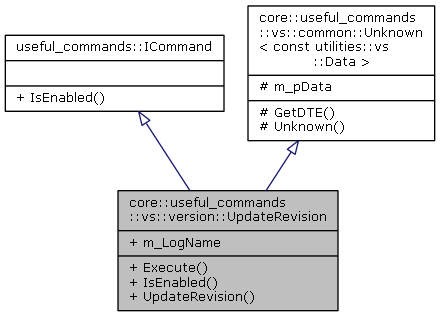 useful_commands::ICommand
+ IsEnabled()
core::useful_commands
::vs::common::Unknown
< const utilities::vs
::Data >
# m_pData
# GetDTE()
# Unknown()
core::useful_commands
::vs::version::UpdateRevision
+ m_LogName
+ Execute()
+ IsEnabled()
+ UpdateRevision()